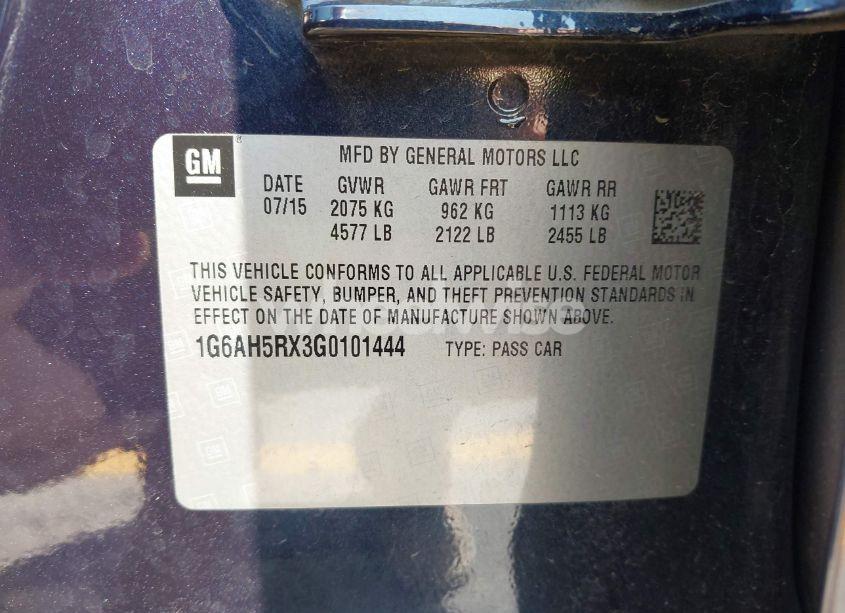 GM
MFD BY GENERAL MOTORS LLC
DATE GVWR GAWR FRT GAWR RR
07/15 2075 KG 962 KG 1113 KG
4577 LB 2122 LB 2455 LB
THIS VEHICLE CONFORMS TO ALL APPLICABLE U.S. FEDERAL MOTOR
VEHICLE SAFETY, BUMPER, AND THEFT PREVENTION STANDARDS IN
EFFECT ON THE DATE OF MANUFACTURE SHOWN ABOVE.
1G6AH5RX3G0101444 TYPE: PASS CAR